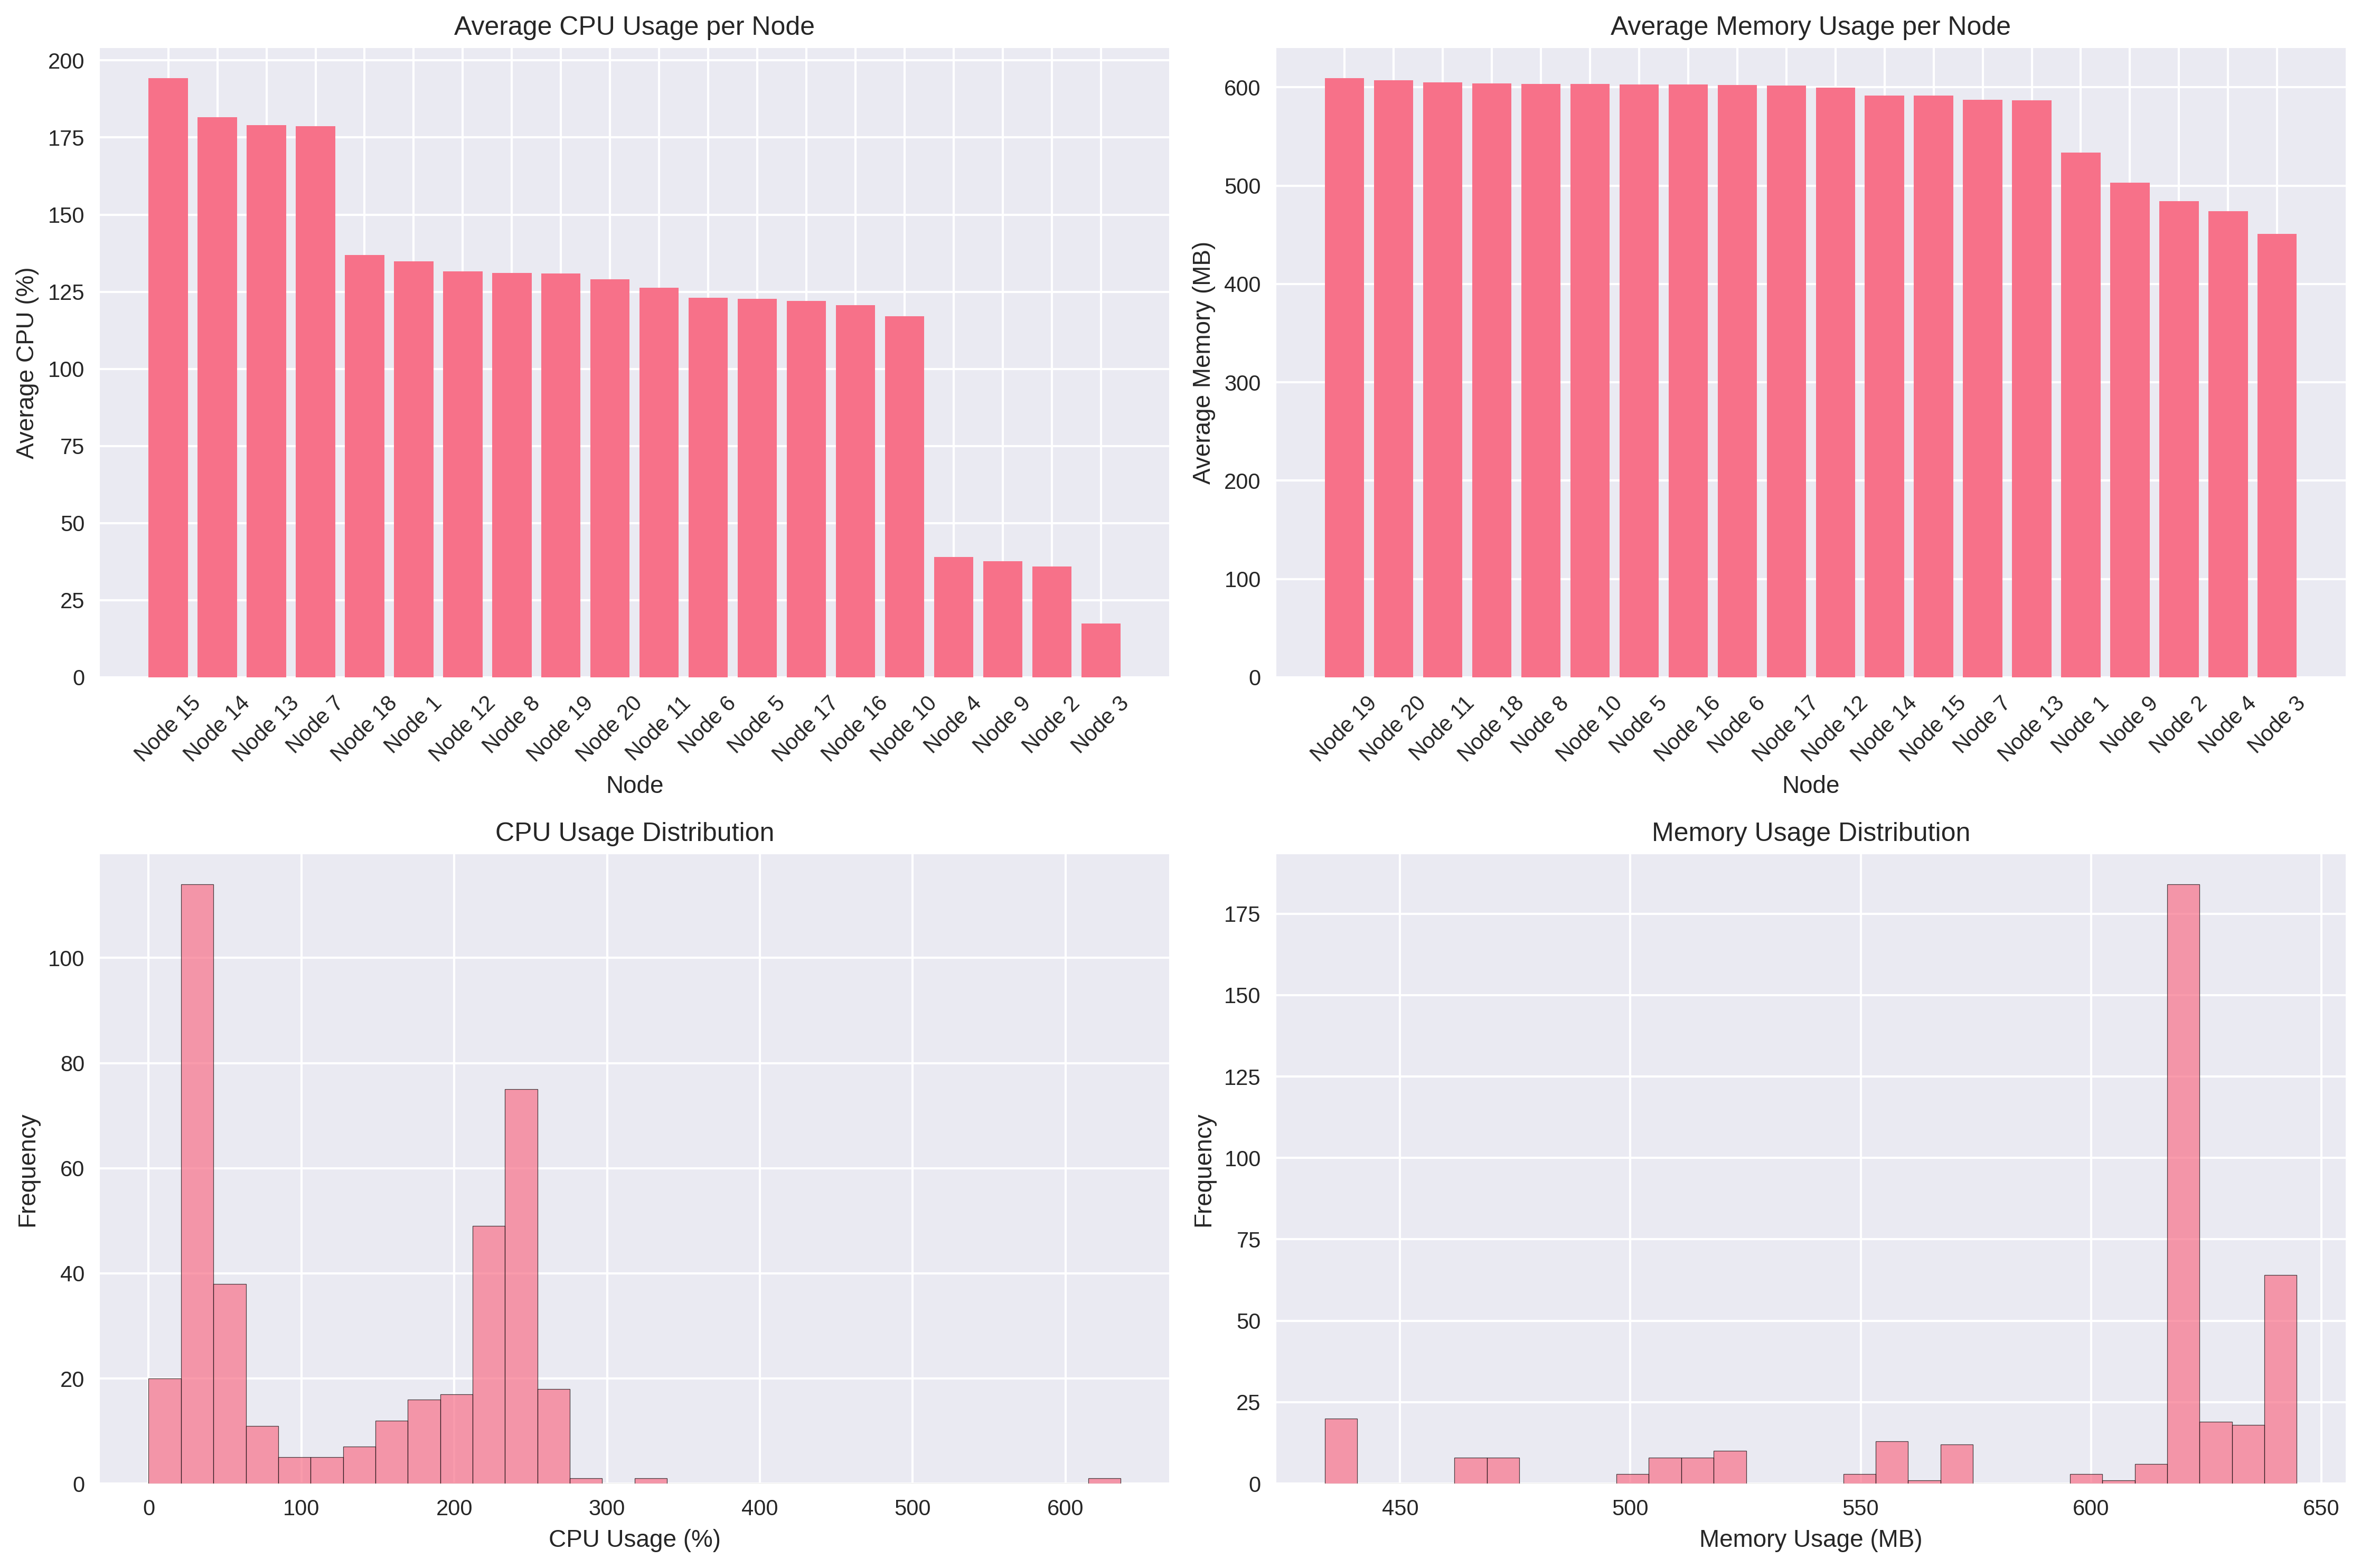 Average CPU Usage per Node
Average CPU (%)
200
175
150
125
100
75
50
25
0
Node 15
Node 14
Node 13
Node 7
Node 18
Node 1
Node 12
Node 8
Node 19
Node 20
Node 11
Node 6
Node 5
Node 17
Node 16
Node 10
Node 4
Node 9
Node 2
Node 3
Node
Average Memory Usage per Node
Average Memory (MB)
600
500
400
300
200
100
0
Node 19
Node 20
Node 11
Node 18
Node 8
Node 10
Node 5
Node 16
Node 6
Node 17
Node 12
Node 14
Node 15
Node 7
Node 13
Node 1
Node 9
Node 2
Node 4
Node 3
Node
CPU Usage Distribution
Frequency
100
80
60
40
20
0
0 100 200 300 400 500 600
CPU Usage (%)
Memory Usage Distribution
Frequency
175
150
125
100
75
50
25
0
450 500 550 600 650
Memory Usage (MB)